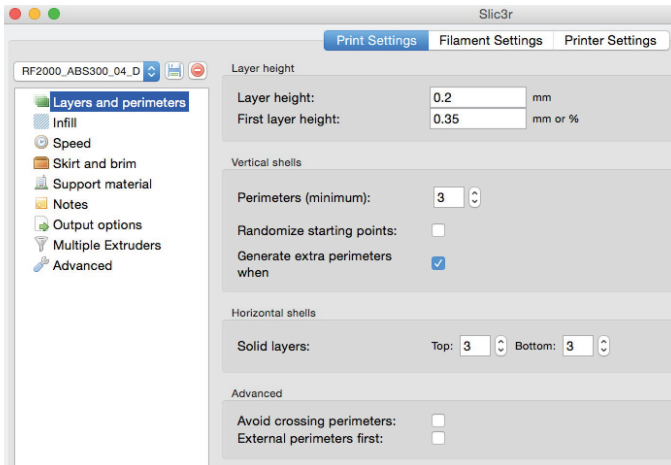 Slic3r
Print Settings Filament Settings Printer Settings
RF2000_ABS300_04_D
Layers and perimeters
Infill
Speed
Skirt and brim
Support material
Notes
Output options
Multiple Extruders
Advanced
Layer height
Layer height: 0.2 mm
First layer height: 0.35 mm or %
Vertical shells
Perimeters (minimum): 3
Randomize starting points:
Generate extra perimeters
when
Horizontal shells
Solid layers: Top: 3 Bottom: 3
Advanced
Avoid crossing perimeters:
External perimeters first: